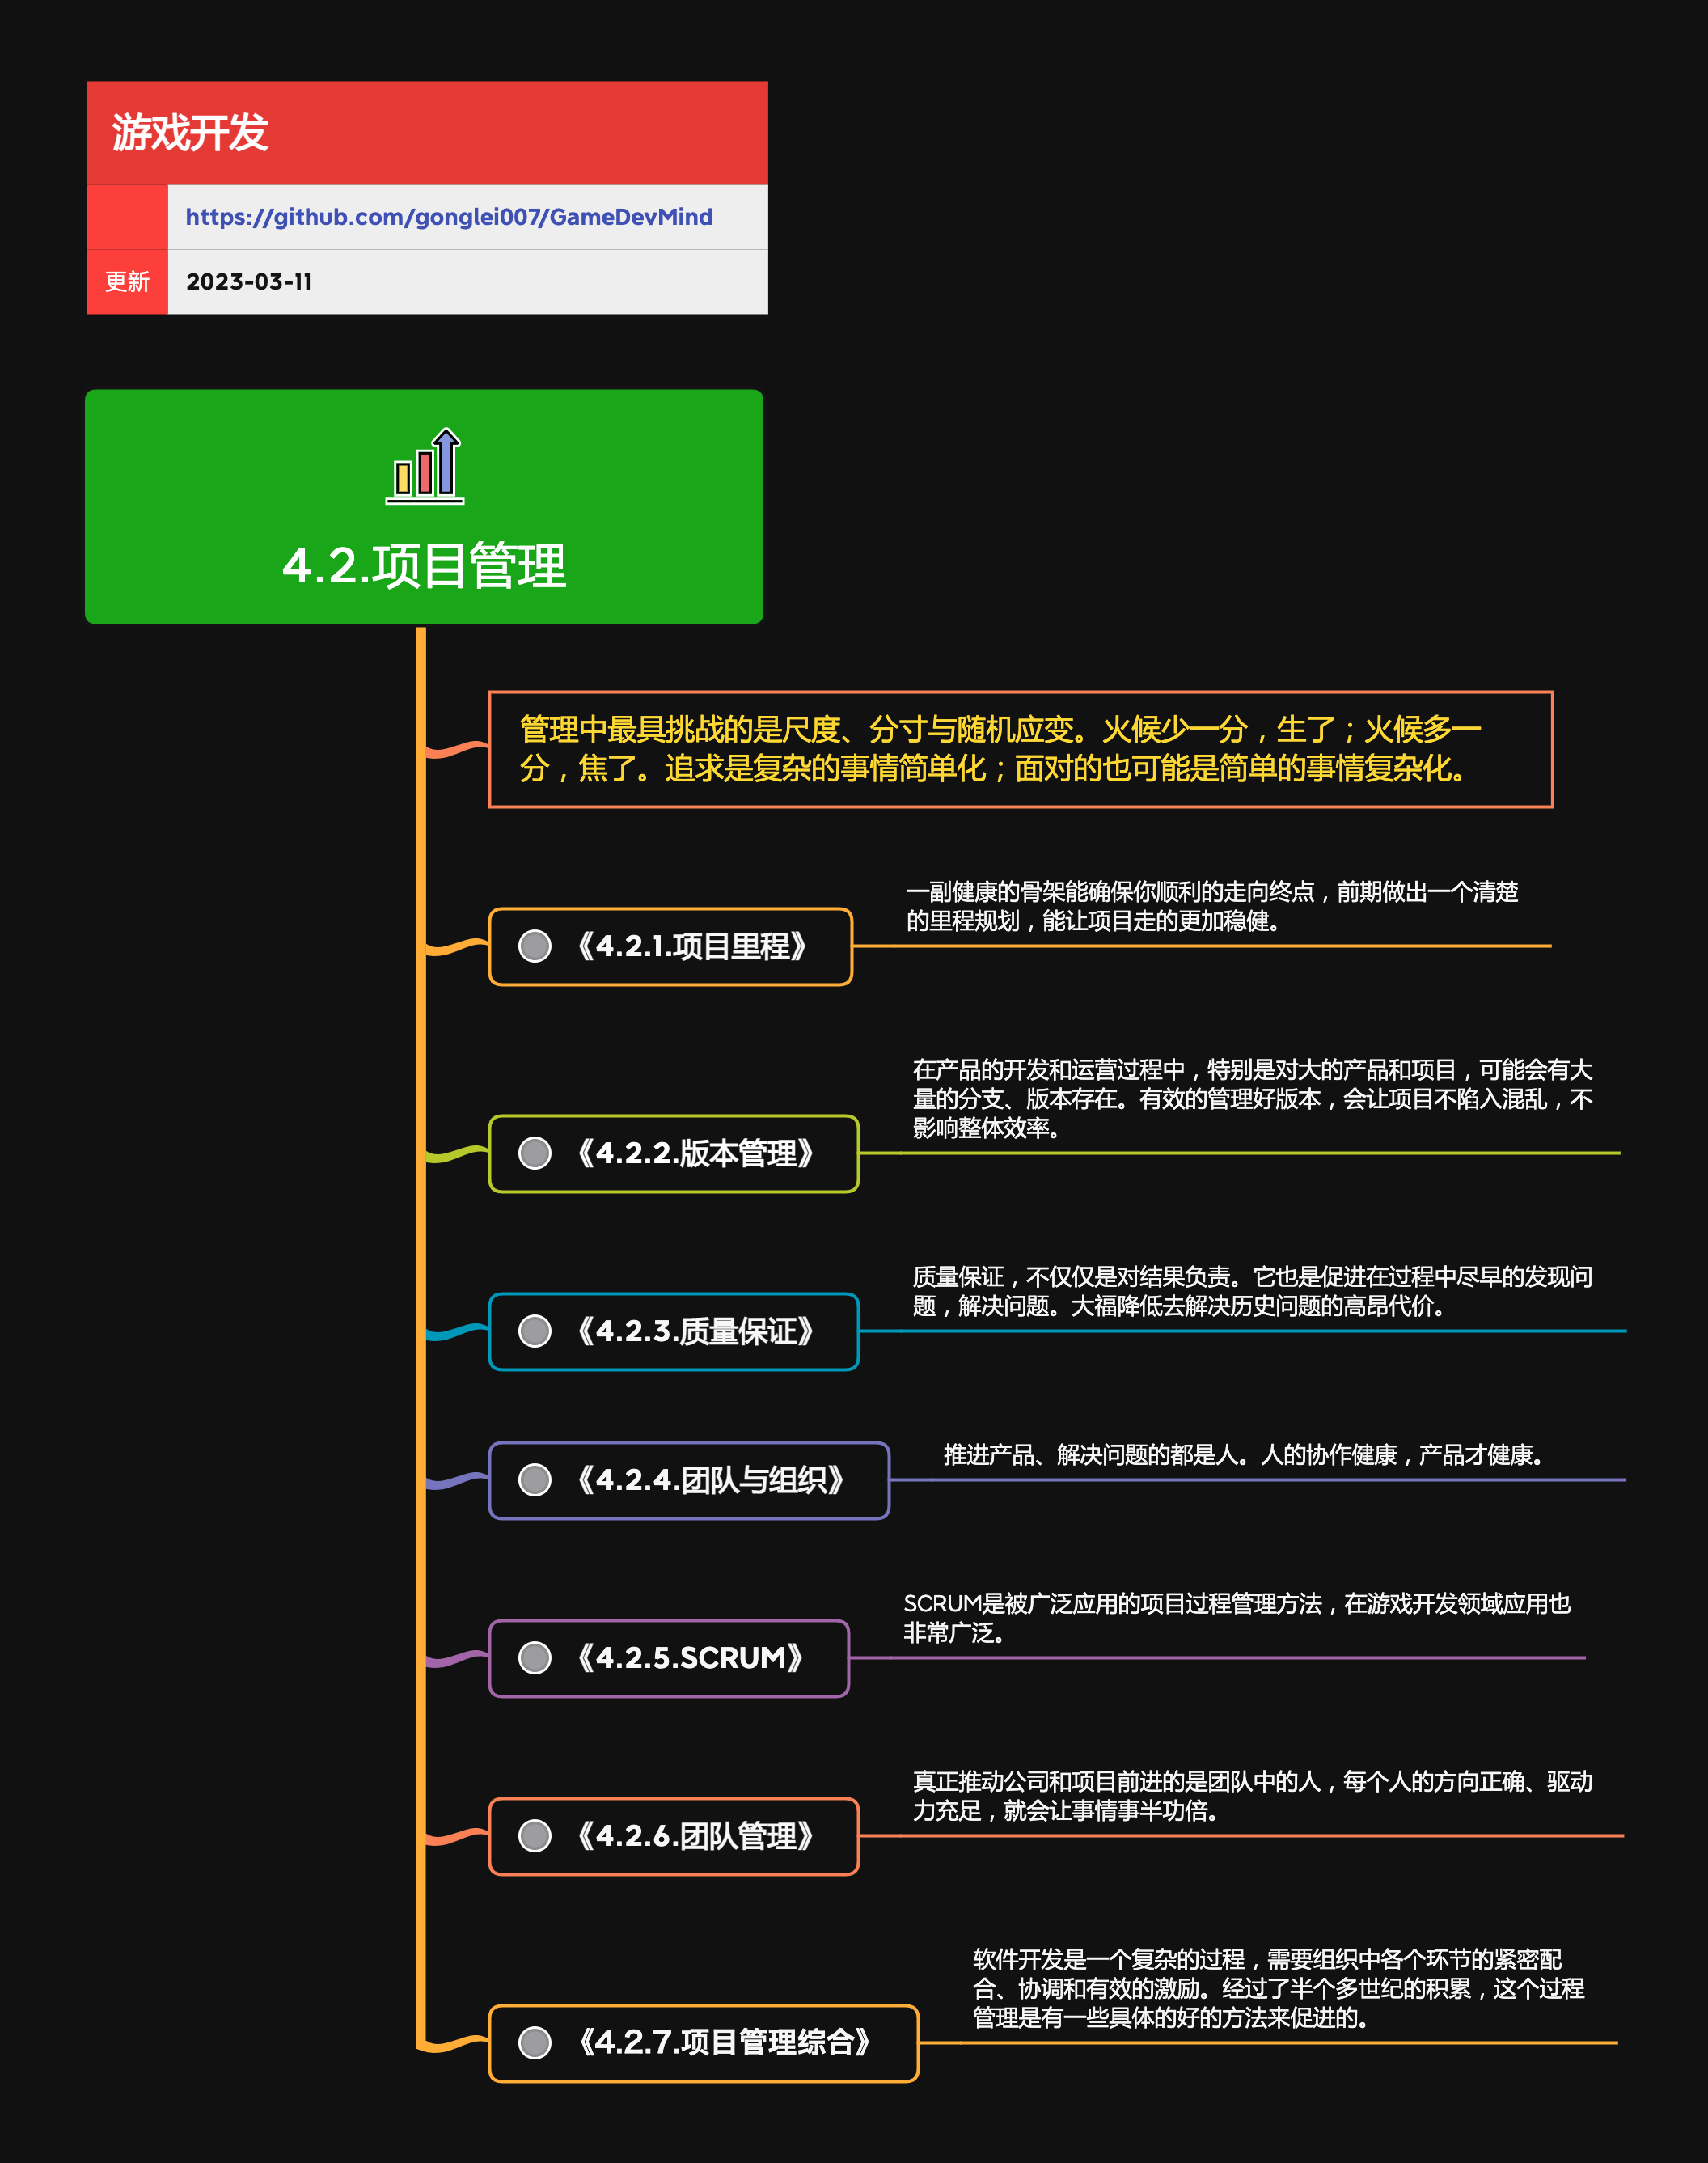 游戏开发
https://github.com/gonglei007/GameDevMind
更新
2023-03-11
4.2.项目管理
管理中最具挑战的是尺度、分寸与随机应变。火候少一分，生了；火候多一
分，焦了。追求是复杂的事情简单化；面对的也可能是简单的事情复杂化。
《4.2.1.项目里程》
一副健康的骨架能确保你顺利的走向终点，前期做出一个清楚
的里程规划，能让项目走的更加稳健。
《4.2.2.版本管理》
在产品的开发和运营过程中，特别是对大的产品和项目，可能会有大
量的分支、版本存在。有效的管理好版本，会让项目不陷入混乱，不
影响整体效率。
《4.2.3.质量保证》
质量保证，不仅仅是对结果负责。它也是促进在过程中尽早的发现问
题，解决问题。大福降低去解决历史问题的高昂代价。
《4.2.4.团队与组织》
推进产品、解决问题的都是人。人的协作健康，产品才健康。
《4.2.5.SCRUM》
SCRUM是被广泛应用的项目过程管理方法，在游戏开发领域应用也
非常广泛。
《4.2.6.团队管理》
真正推动公司和项目前进的是团队中的人，每个人的方向正确、驱动
力充足，就会让事情事半功倍。
《4.2.7.项目管理综合》
软件开发是一个复杂的过程，需要组织中各个环节的紧密配
合、协调和有效的激励。经过了半个多世纪的积累，这个过程
管理是有一些具体的好的方法来促进的。